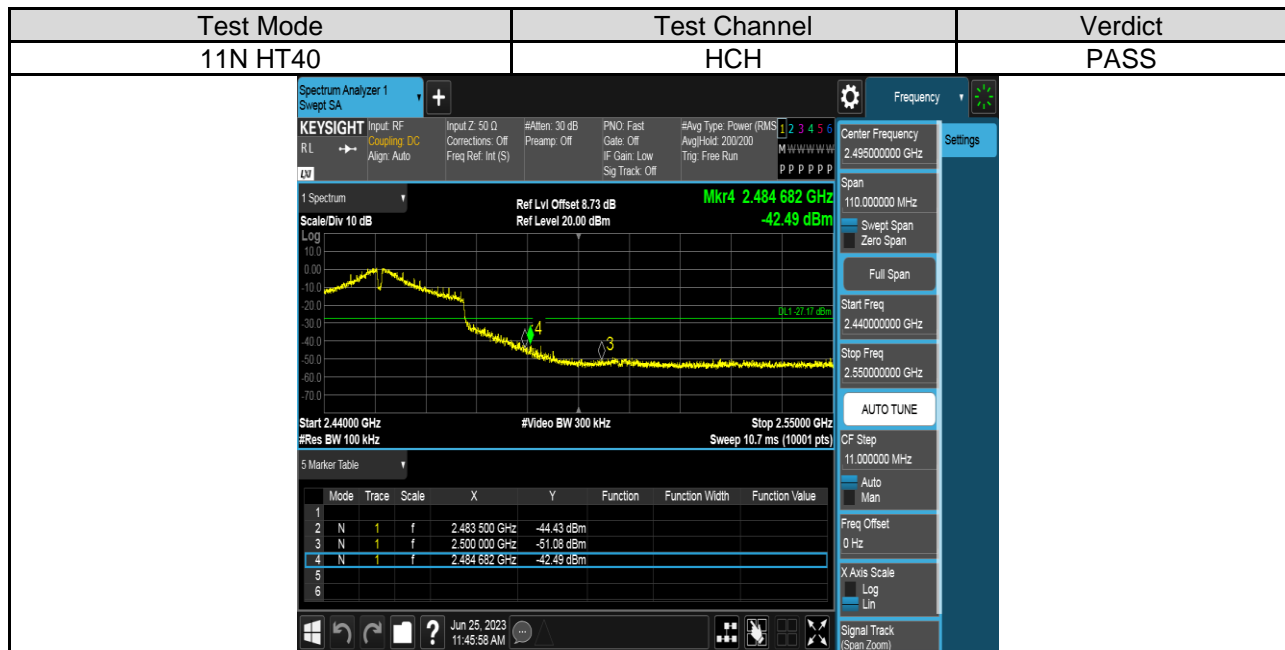 Test Mode Test Channel Verdict
11N HT40 HCH PASS
Spectrum Analyzer 1
Swept SA
Frequency
KEYSIGHT Input: RF Input Z: 50 Ω #Atten: 30 dB PNO: Fast #Avg Type: Power (RMS 1 2 3 4 5 6
RL Coupling: DC Corrections: Off Preamp: Off Gate: Off Avg|Hold: 200/200 M W W W W W
Align: Auto Freq Ref: Int (S) IF Gain: Low Trig: Free Run
LXI Sig Track: Off P P P P P P
Center Frequency
2.495000000 GHz
Settings
1 Spectrum Ref Lvl Offset 8.73 dB Mkr4 2.484 682 GHz
Scale/Div 10 dB Ref Level 20.00 dBm -42.49 dBm
Log
10.0
0.00
-10.0
-20.0
DL1 -27.17 dBm
-30.0
4
-40.0
3
-50.0
-60.0
-70.0
Start 2.44000 GHz #Video BW 300 kHz Stop 2.55000 GHz
#Res BW 100 kHz Sweep 10.7 ms (10001 pts)
Span
110.000000 MHz
Swept Span
Zero Span
Full Span
Start Freq
2.440000000 GHz
Stop Freq
2.550000000 GHz
AUTO TUNE
CF Step
11.000000 MHz
Auto
Man
Freq Offset
0 Hz
X Axis Scale
Log
Lin
Signal Track
(Span Zoom)
5 Marker Table
Mode Trace Scale X Y Function Function Width Function Value
1
2 N 1 f 2.483 500 GHz -44.43 dBm
3 N 1 f 2.500 000 GHz -51.08 dBm
4 N 1 f 2.484 682 GHz -42.49 dBm
5
6
? Jun 25, 2023
11:45:58 AM